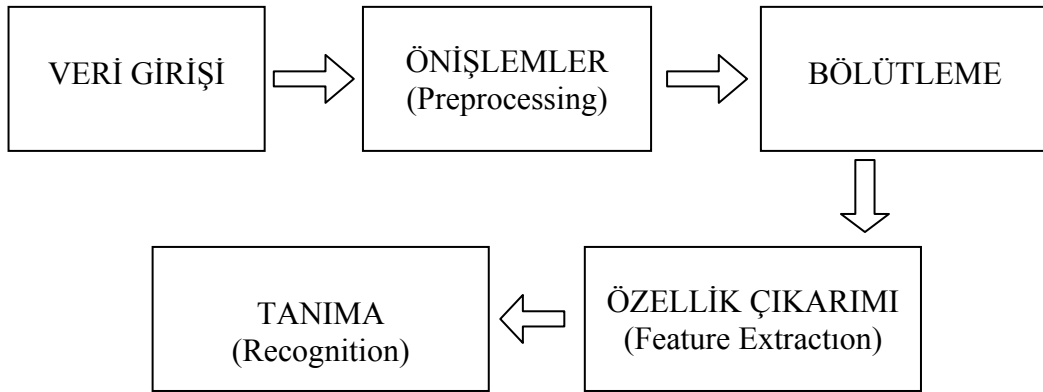 VERİ GİRİŞİ
ÖNİŞLEMLER
(Preprocessing)
BÖLÜTLEME
ÖZELLİK ÇIKARIMI
(Feature Extractıon)
TANIMA
(Recognition)